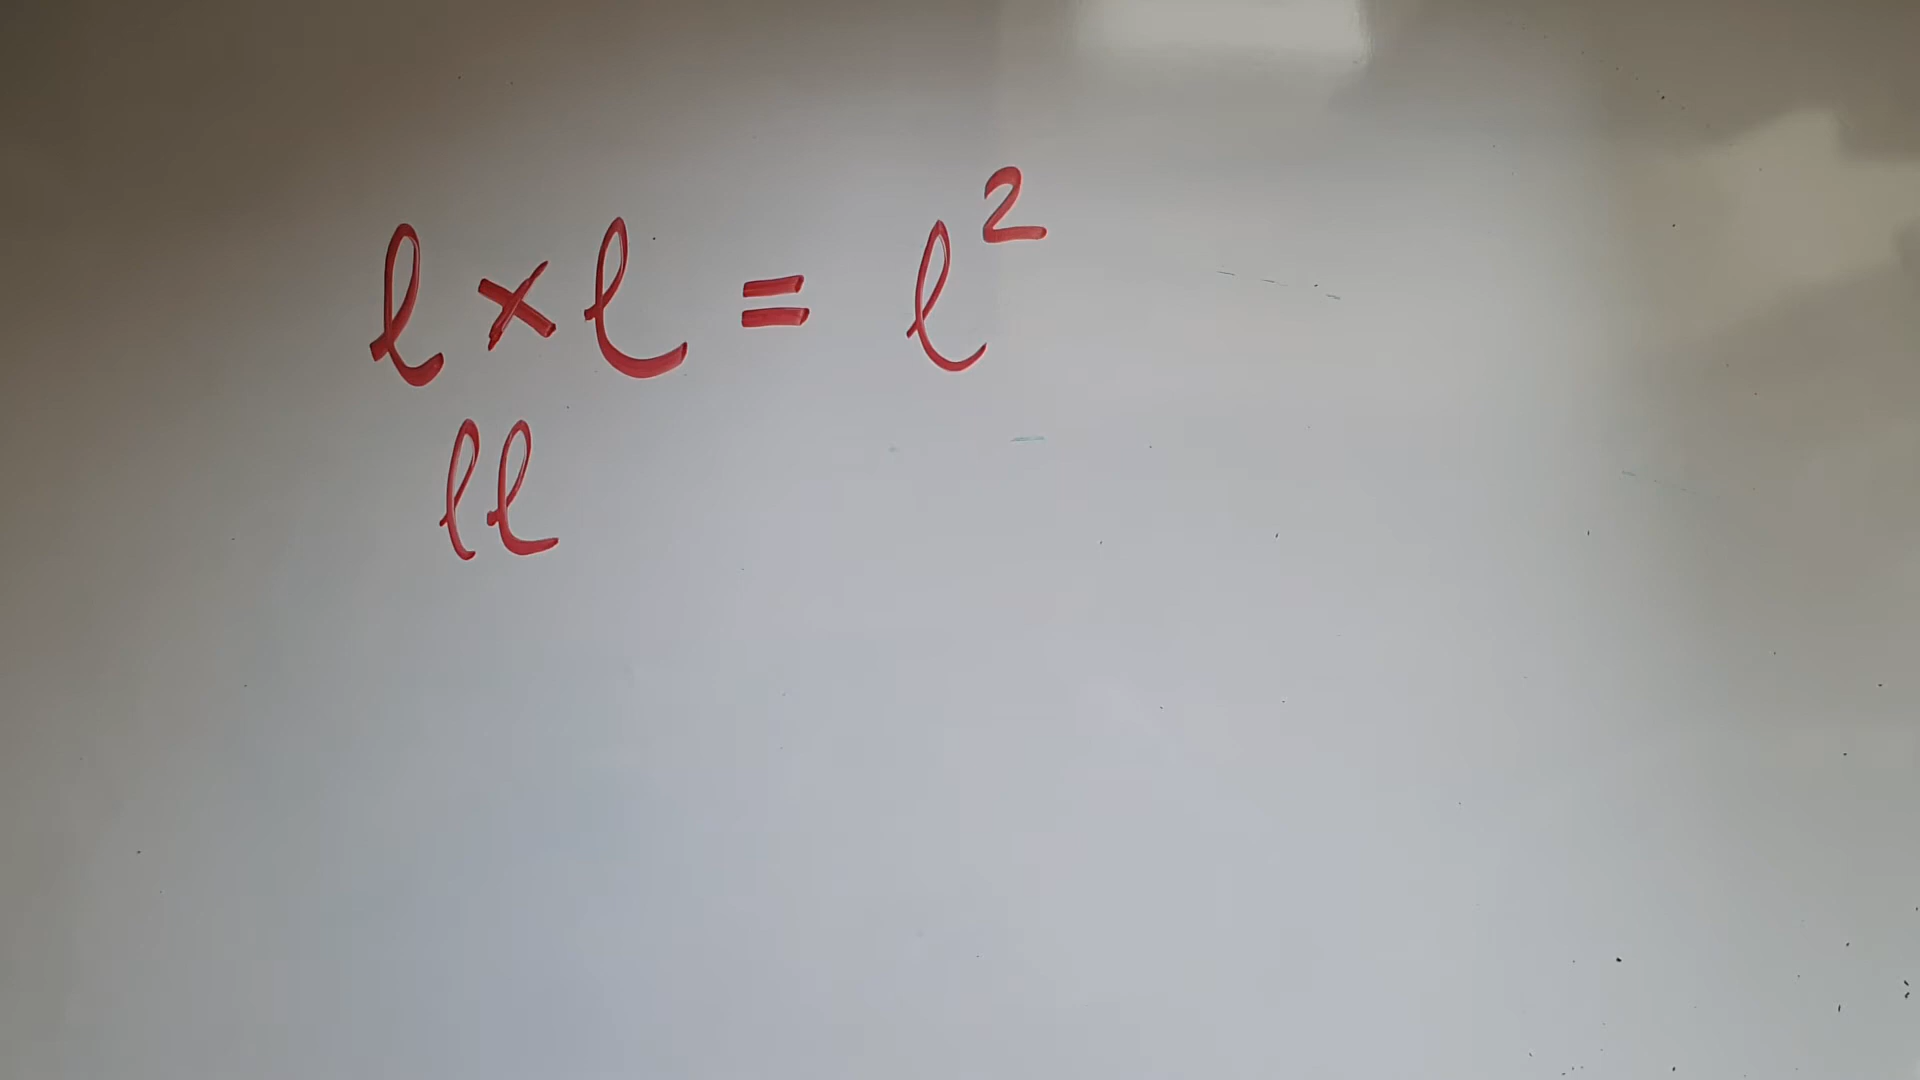 l × l = l²
ll